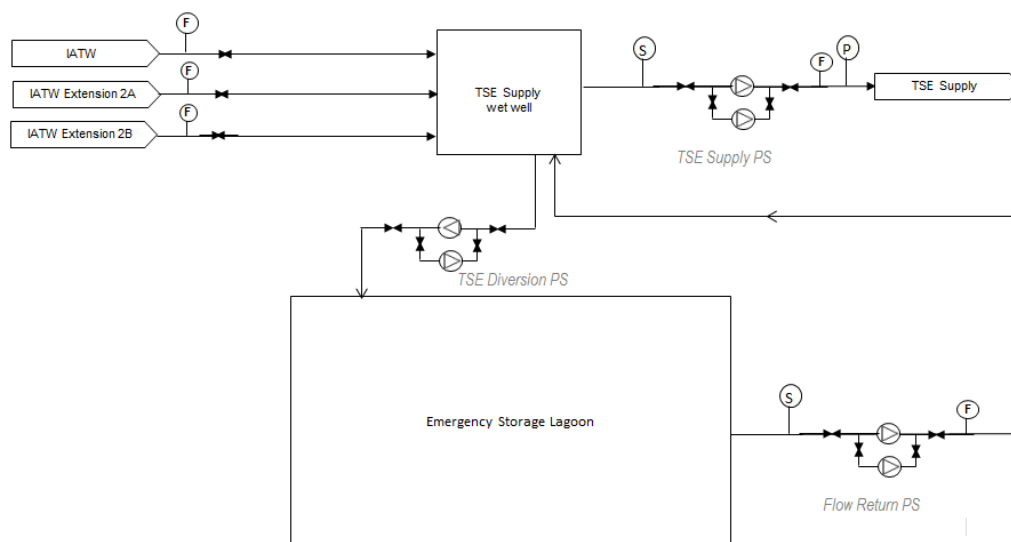 F
IATW
F
IATW Extension 2A
F
IATW Extension 2B
TSE Supply
wet well
S
F
P
TSE Supply
TSE Supply PS
TSE Diversion PS
Emergency Storage Lagoon
S
F
Flow Return PS